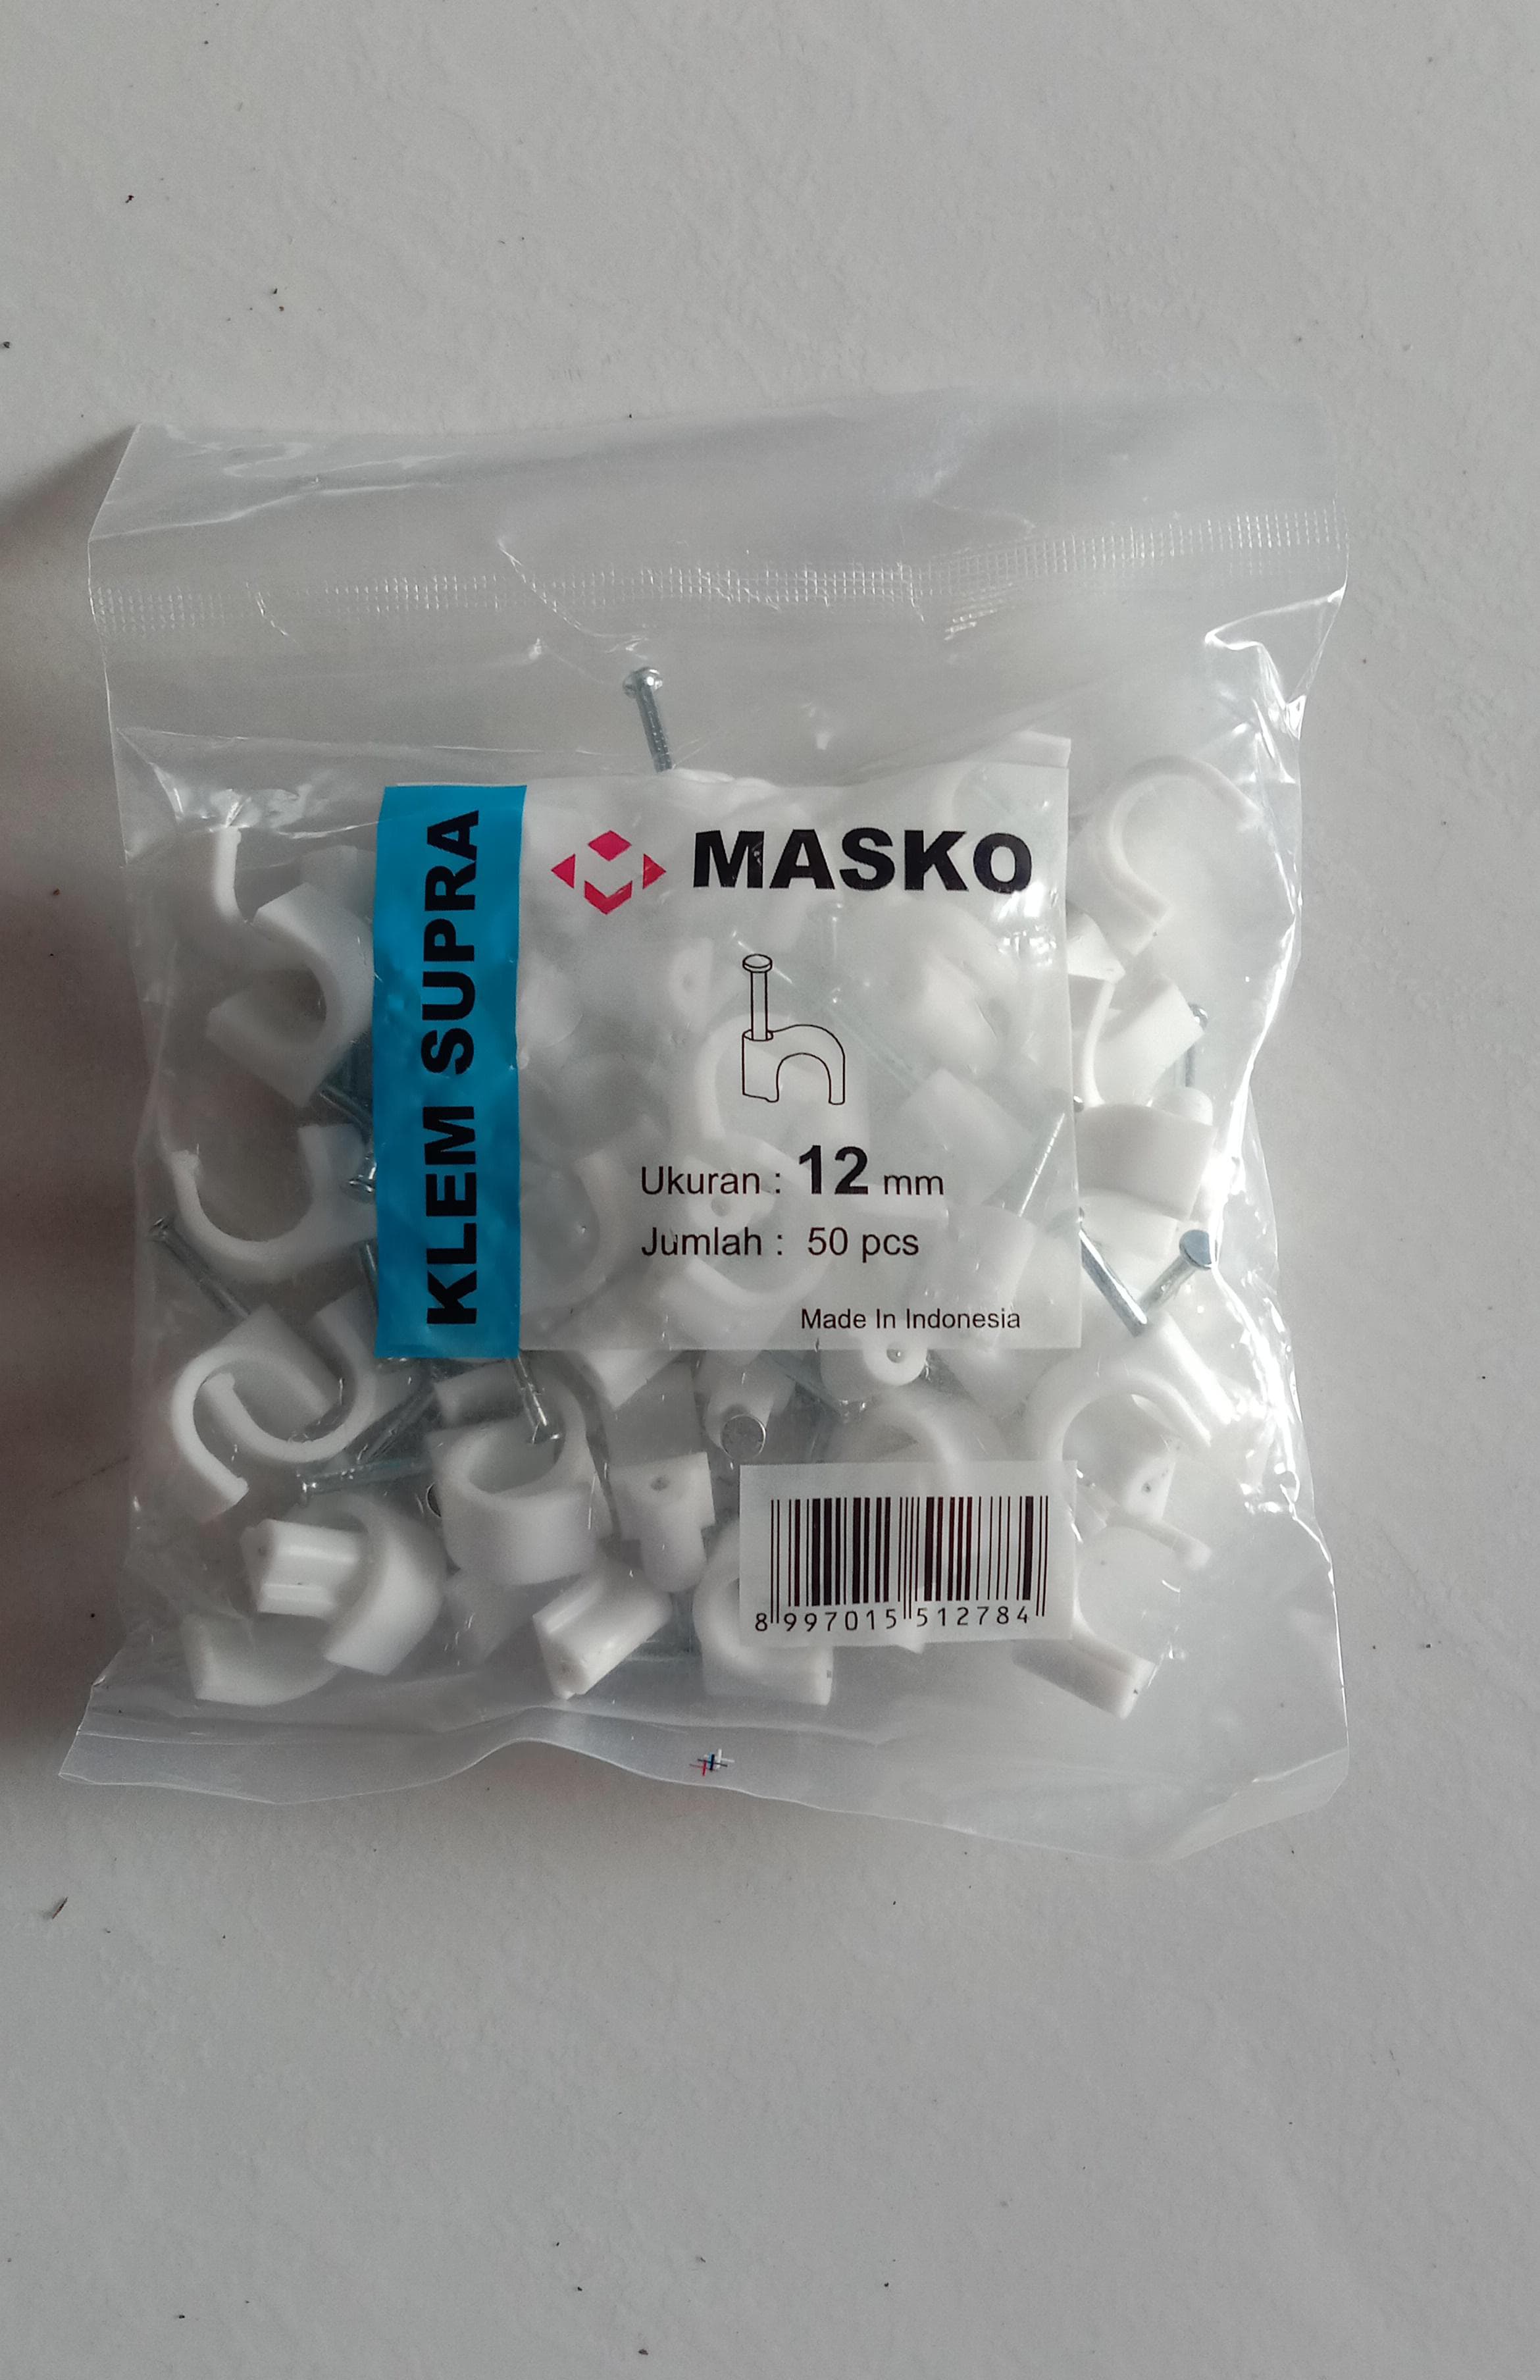 KLEM SUPRA
MASKO
Ukuran : 12 mm
Jumlah : 50 pcs
Made In Indonesia
8 997015 512784